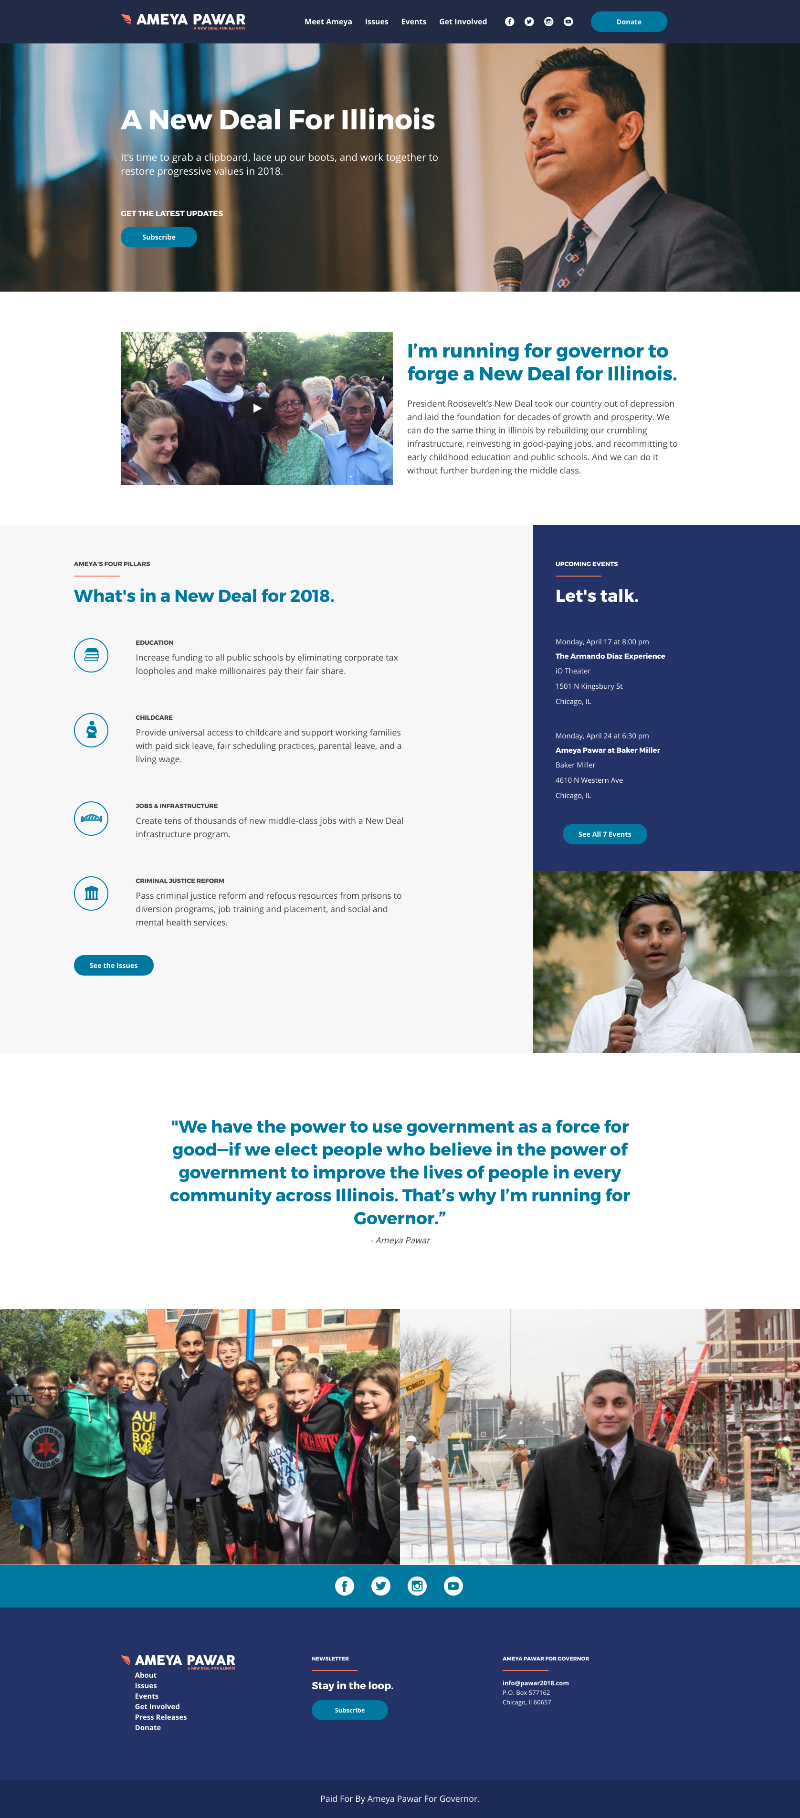 AMEYA PAWAR
A NEW DEAL FOR ILLINOIS
Meet Ameya Issues Events Get Involved
Donate
A New Deal For Illinois
It's time to grab a clipboard, lace up our boots, and work together to
restore progressive values in 2018.
GET THE LATEST UPDATES
Subscribe
I'm running for governor to
forge a New Deal for Illinois.
President Roosevelt's New Deal took our country out of depression
and laid the foundation for decades of growth and prosperity. We
can do the same thing in Illinois by rebuilding our crumbling
infrastructure, reinvesting in good-paying jobs, and recommitting to
early childhood education and public schools. And we can do it
without further burdening the middle class.
AMEYA'S FOUR PILLARS
What's in a New Deal for 2018.
EDUCATION
Increase funding to all public schools by eliminating corporate tax
loopholes and make millionaires pay their fair share.
CHILDCARE
Provide universal access to childcare and support working families
with paid sick leave, fair scheduling practices, parental leave, and a
living wage.
JOBS & INFRASTRUCTURE
Create tens of thousands of new middle-class jobs with a New Deal
infrastructure program.
CRIMINAL JUSTICE REFORM
Pass criminal justice reform and refocus resources from prisons to
diversion programs, job training and placement, and social and
mental health services.
See the Issues
UPCOMING EVENTS
Let's talk.
Monday, April 17 at 8:00 pm
The Armando Diaz Experience
iO Theater
1501 N Kingsbury St
Chicago, IL
Monday, April 24 at 6:30 pm
Ameya Pawar at Baker Miller
Baker Miller
4610 N Western Ave
Chicago, IL
See All 7 Events
"We have the power to use government as a force for
good—if we elect people who believe in the power of
government to improve the lives of people in every
community across Illinois. That's why I'm running for
Governor."
- Ameya Pawar
AUDUBON
CHICAGO
AU
DU
BO
N
AMEYA PAWAR
A NEW DEAL FOR ILLINOIS
About
Issues
Events
Get Involved
Press Releases
Donate
NEWSLETTER
Stay in the loop.
Subscribe
AMEYA PAWAR FOR GOVERNOR
info@pawar2018.com
P.O. Box 577162
Chicago, Il 60657
Paid For By Ameya Pawar For Governor.